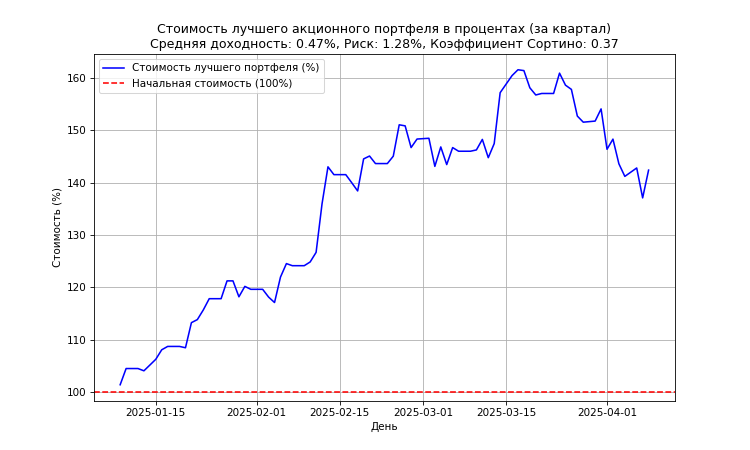 Стоимость лучшего акционного портфеля в процентах (за квартал)
Средняя доходность: 0.47%, Риск: 1.28%, Коэффициент Сортино: 0.37
Стоимость лучшего портфеля (%)
Начальная стоимость (100%)
Стоимость (%)
160
150
140
130
120
110
100
2025-01-15
2025-02-01
2025-02-15
2025-03-01
2025-03-15
2025-04-01
День